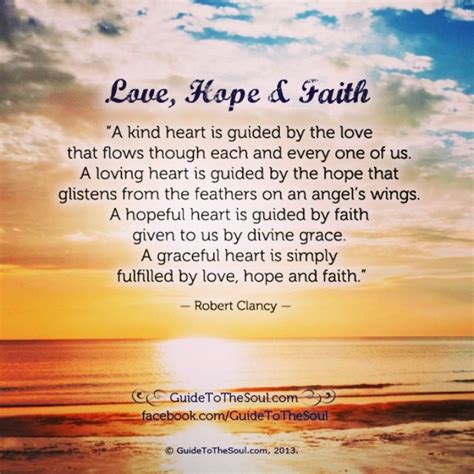 Love, Hope & Faith
“A kind heart is guided by the love
that flows though each and every one of us.
A loving heart is guided by the hope that
glistens from the feathers on an angel’s wings.
A hopeful heart is guided by faith
given to us by divine grace.
A graceful heart is simply
fulfilled by love, hope and faith.”
— Robert Clancy —
GuideToTheSoul.com
facebook.com/GuideToTheSoul
© GuideToTheSoul.com, 2013.